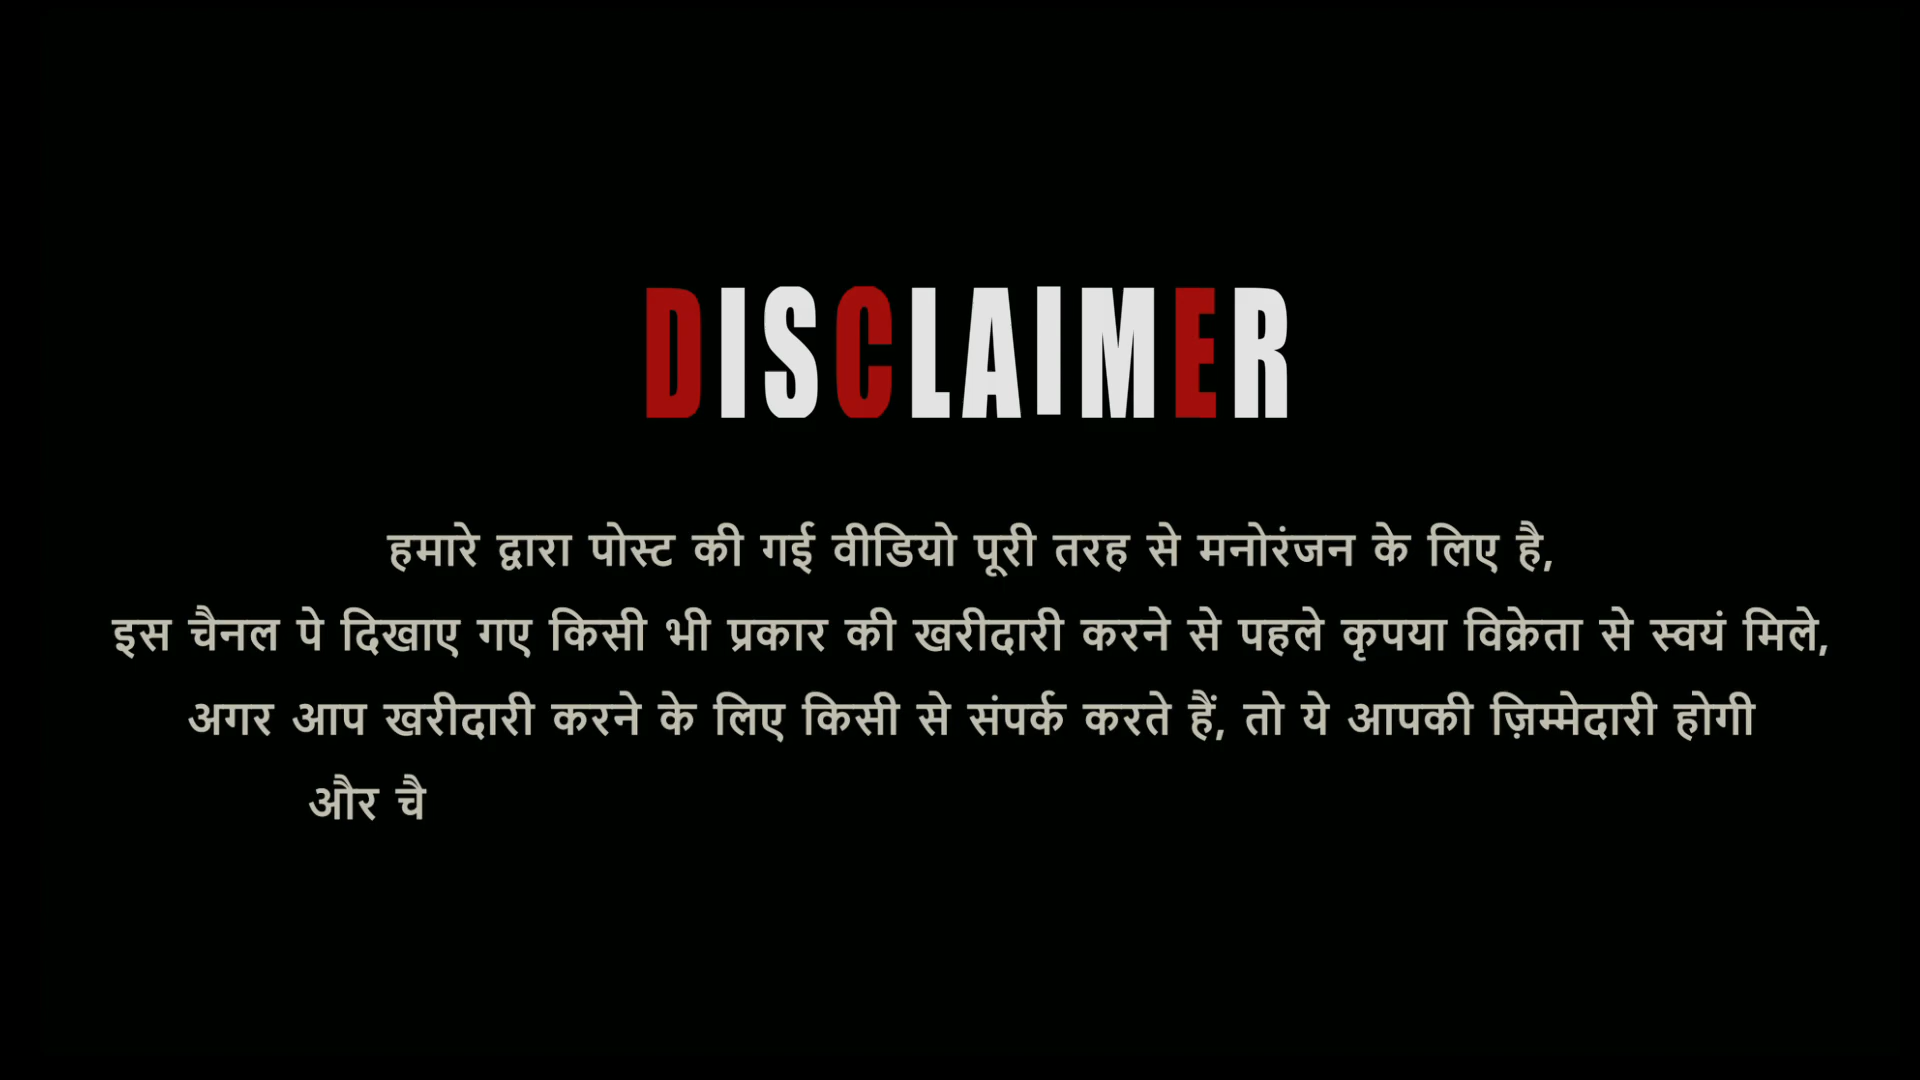 DISCLAIMER
हमारे द्वारा पोस्ट की गई वीडियो पूरी तरह से मनोरंजन के लिए है,
इस चैनल पे दिखाए गए किसी भी प्रकार की खरीदारी करने से पहले कृपया विक्रेता से स्वयं मिले,
अगर आप खरीदारी करने के लिए किसी से संपर्क करते हैं, तो ये आपकी ज़िम्मेदारी होगी
और चै